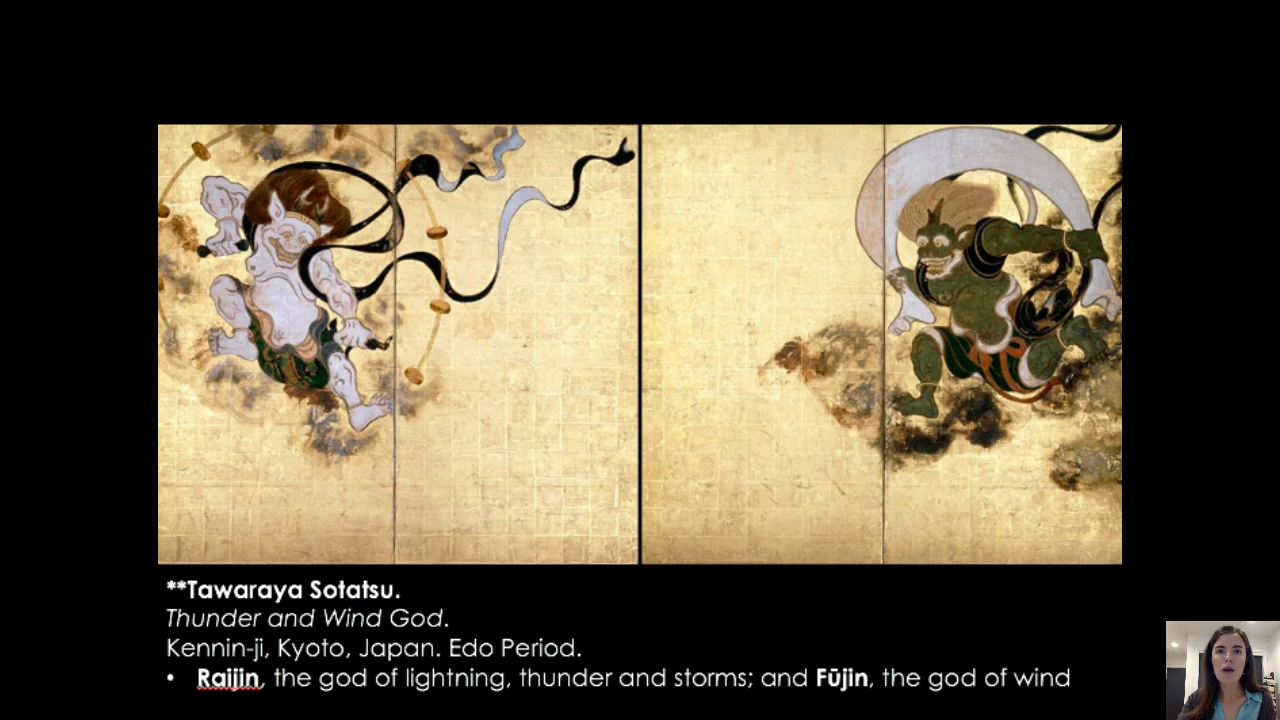 **Tawaraya Sotatsu.
Thunder and Wind God.
Kennin-ji, Kyoto, Japan. Edo Period.
• Raijin, the god of lightning, thunder and storms; and Fūjin, the god of wind